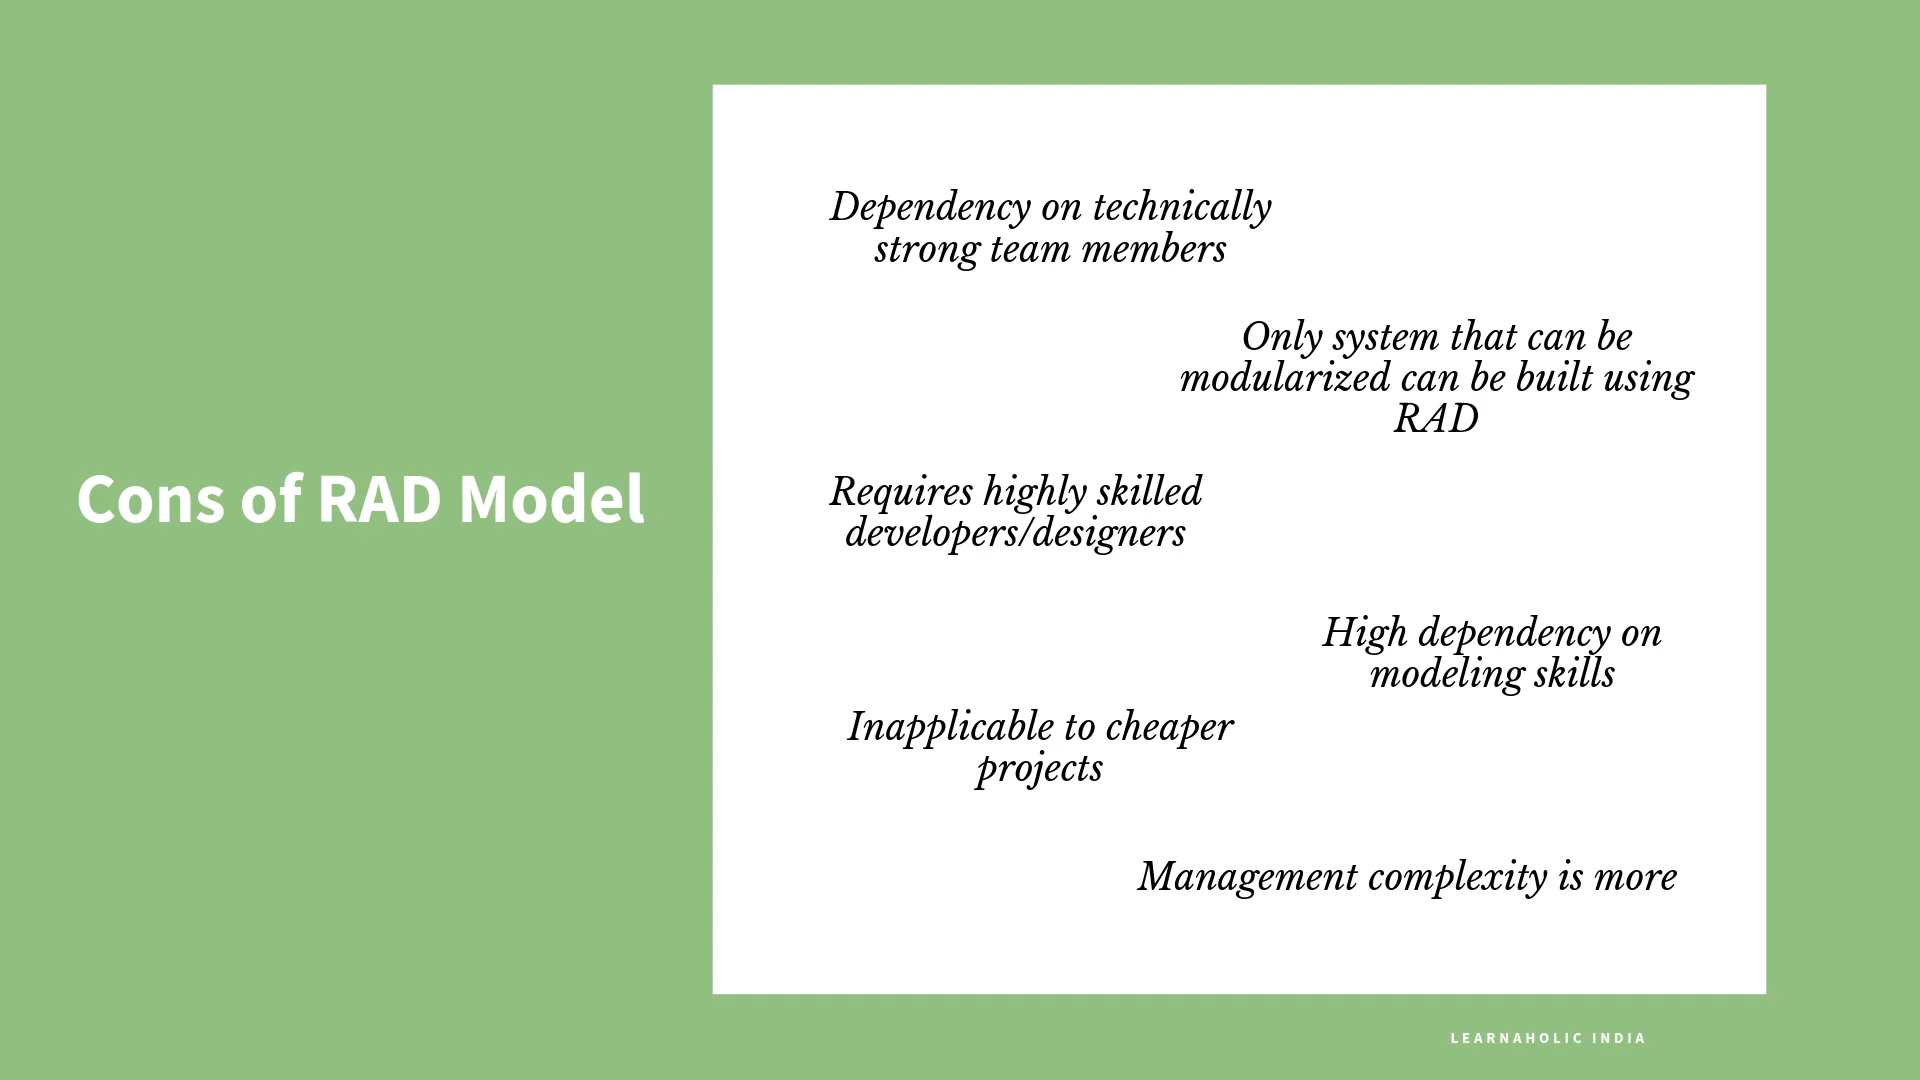 Cons of RAD Model
Dependency on technically
strong team members
Only system that can be
modularized can be built using
RAD
Requires highly skilled
developers/designers
High dependency on
modeling skills
Inapplicable to cheaper
projects
Management complexity is more
LEARNAHOLIC INDIA